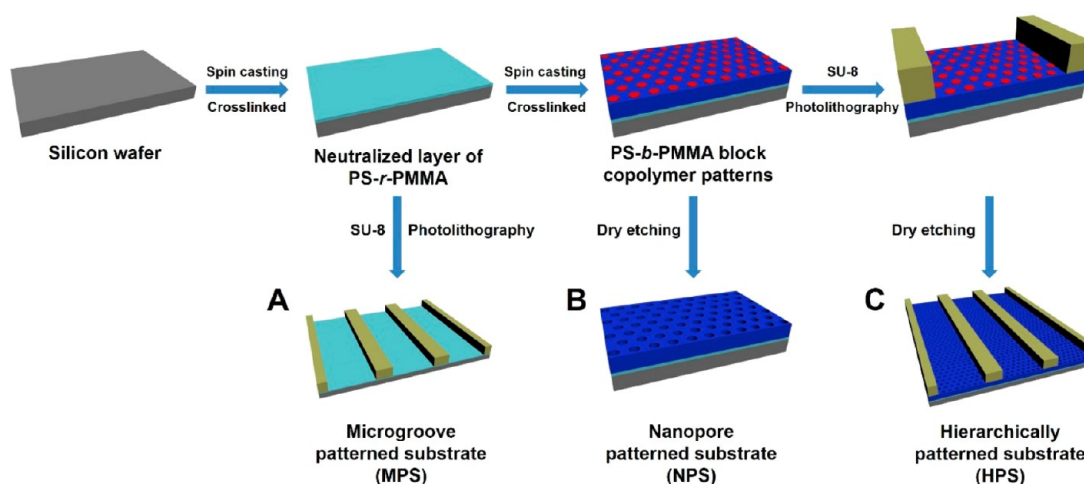 Spin casting
Crosslinked
Spin casting
Crosslinked
SU-8
Photolithography
Silicon wafer
Neutralized layer of
PS-r-PMMA
PS-b-PMMA block
copolymer patterns
SU-8 Photolithography
Dry etching
Dry etching
A
B
C
Microgroove
patterned substrate
(MPS)
Nanopore
patterned substrate
(NPS)
Hierarchically
patterned substrate
(HPS)